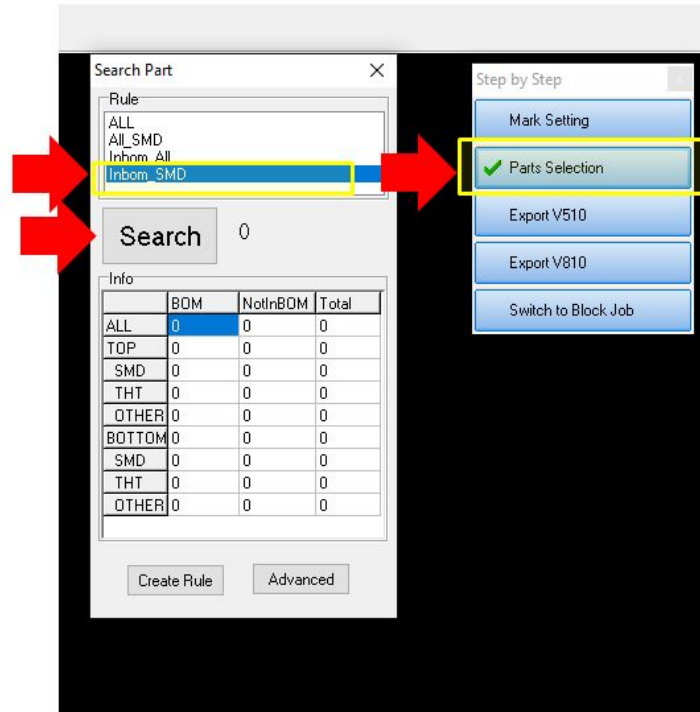 Search Part
Rule
ALL
All_SMD
Inbom_All
Inbom_SMD
Search 0
Info
BOM NotInBOM Total
ALL 0 0 0
TOP 0 0 0
SMD 0 0 0
THT 0 0 0
OTHER 0 0 0
BOTTOM 0 0 0
SMD 0 0 0
THT 0 0 0
OTHER 0 0 0
Create Rule Advanced
Step by Step
Mark Setting
Parts Selection
Export V510
Export V810
Switch to Block Job